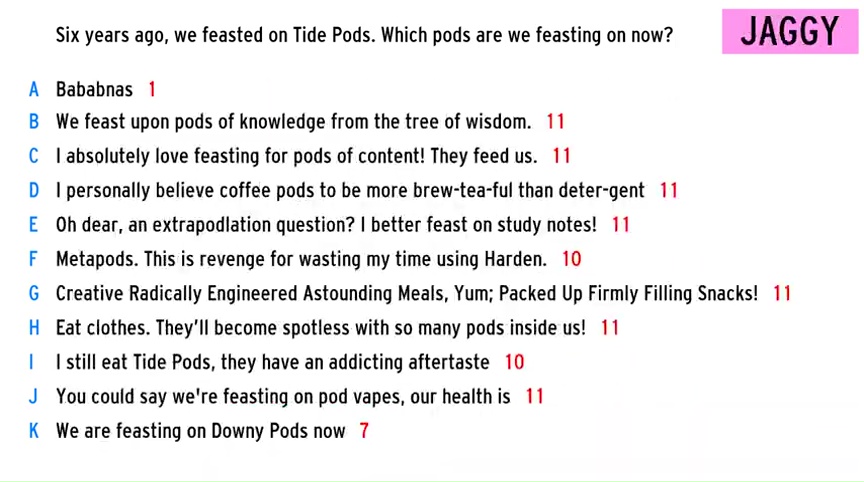 Six years ago, we feasted on Tide Pods. Which pods are we feasting on now?
JAGGY
A Bababnas 1
B We feast upon pods of knowledge from the tree of wisdom. 11
C I absolutely love feasting for pods of content! They feed us. 11
D I personally believe coffee pods to be more brew-tea-ful than deter-gent 11
E Oh dear, an extrapodlation question? I better feast on study notes! 11
F Metapods. This is revenge for wasting my time using Harden. 10
G Creative Radically Engineered Astounding Meals, Yum; Packed Up Firmly Filling Snacks! 11
H Eat clothes. They'll become spotless with so many pods inside us! 11
I I still eat Tide Pods, they have an addicting aftertaste 10
J You could say we're feasting on pod vapes, our health is 11
K We are feasting on Downy Pods now 7